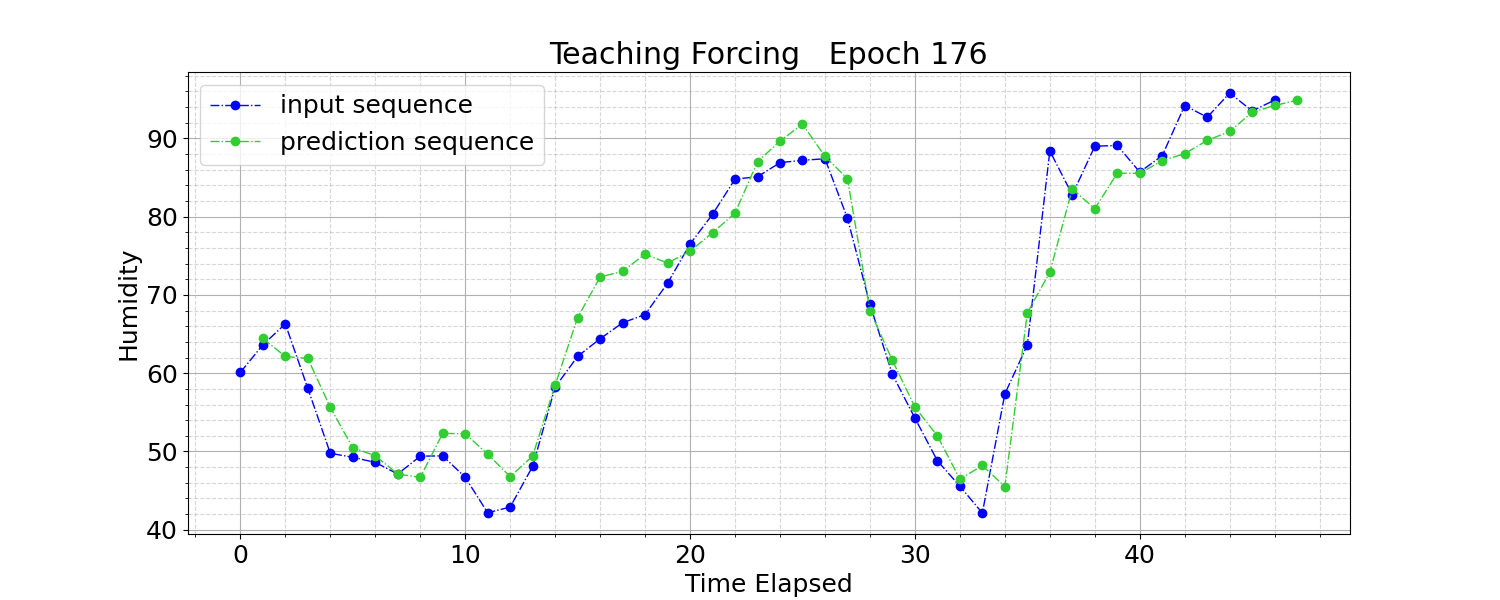 Teaching Forcing   Epoch 176
input sequence
prediction sequence
Humidity
90
80
70
60
50
40
0 10 20 30 40
Time Elapsed